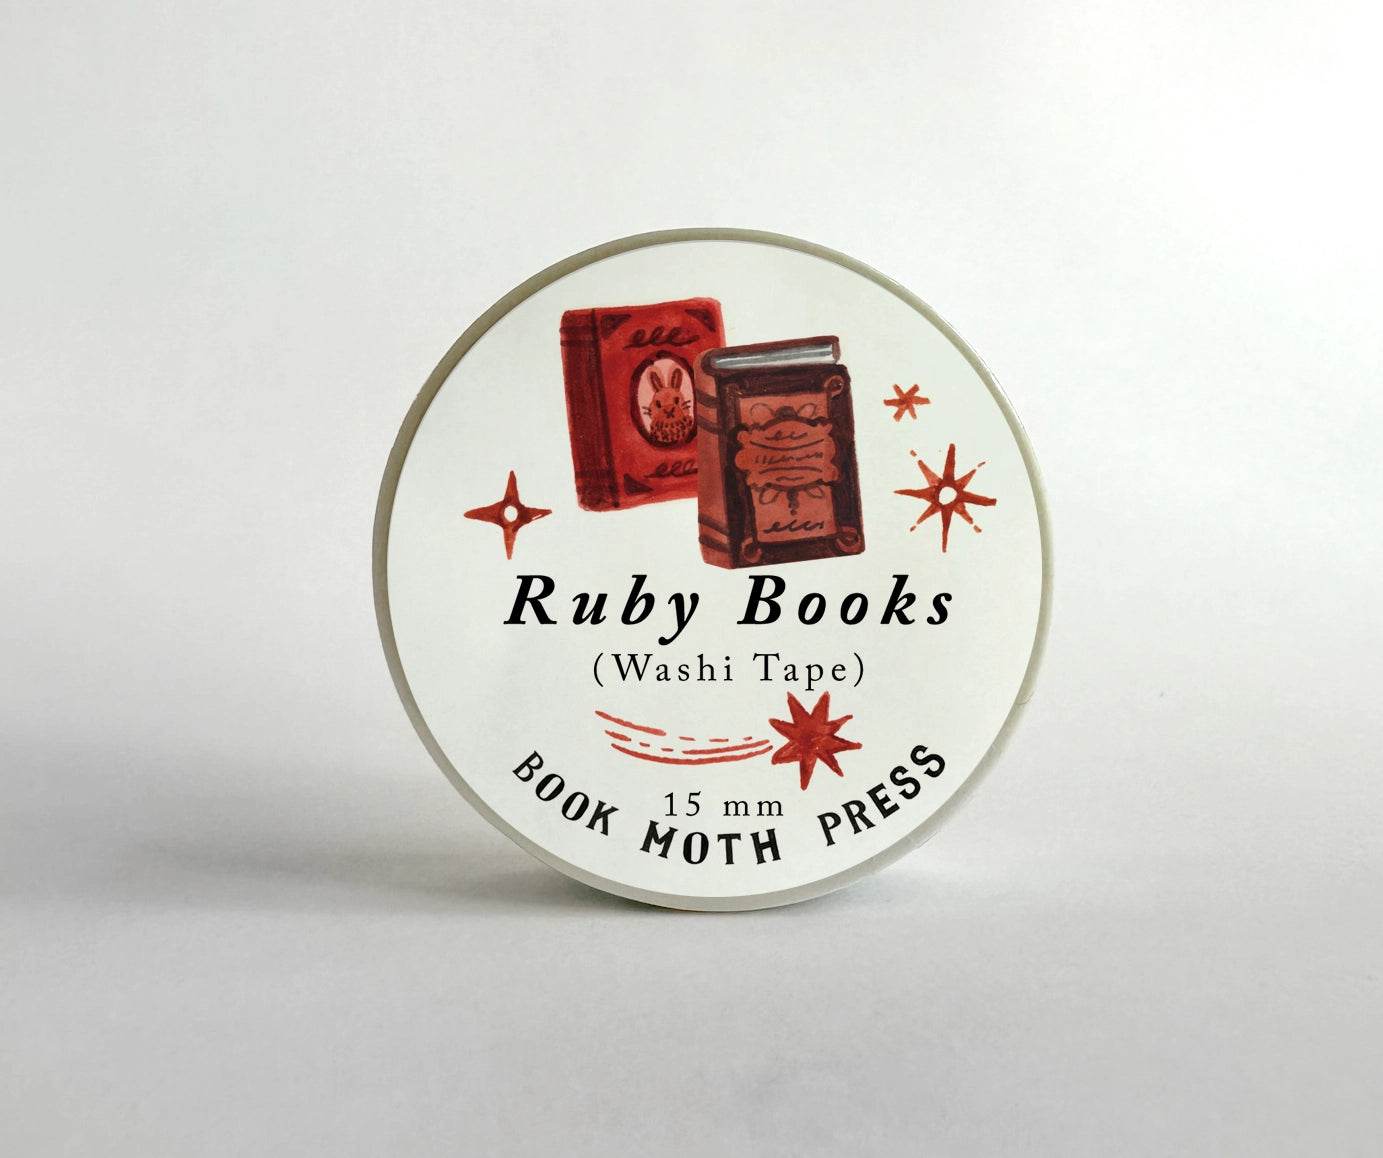 Ruby Books
(Washi Tape)
15 mm
BOOK MOTH PRESS